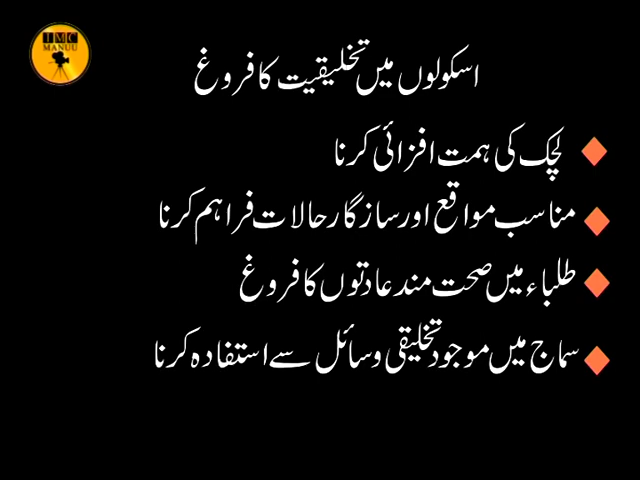 IMC
MANUU
اسکولوں میں تخلیقیت کا فروغ
لچک کی ہمت افزائی کرنا
مناسب مواقع اور سازگار حالات فراہم کرنا
طلباء میں صحت مند عادتوں کا فروغ
سماج میں موجود تخلیقی وسائل سے استفادہ کرنا